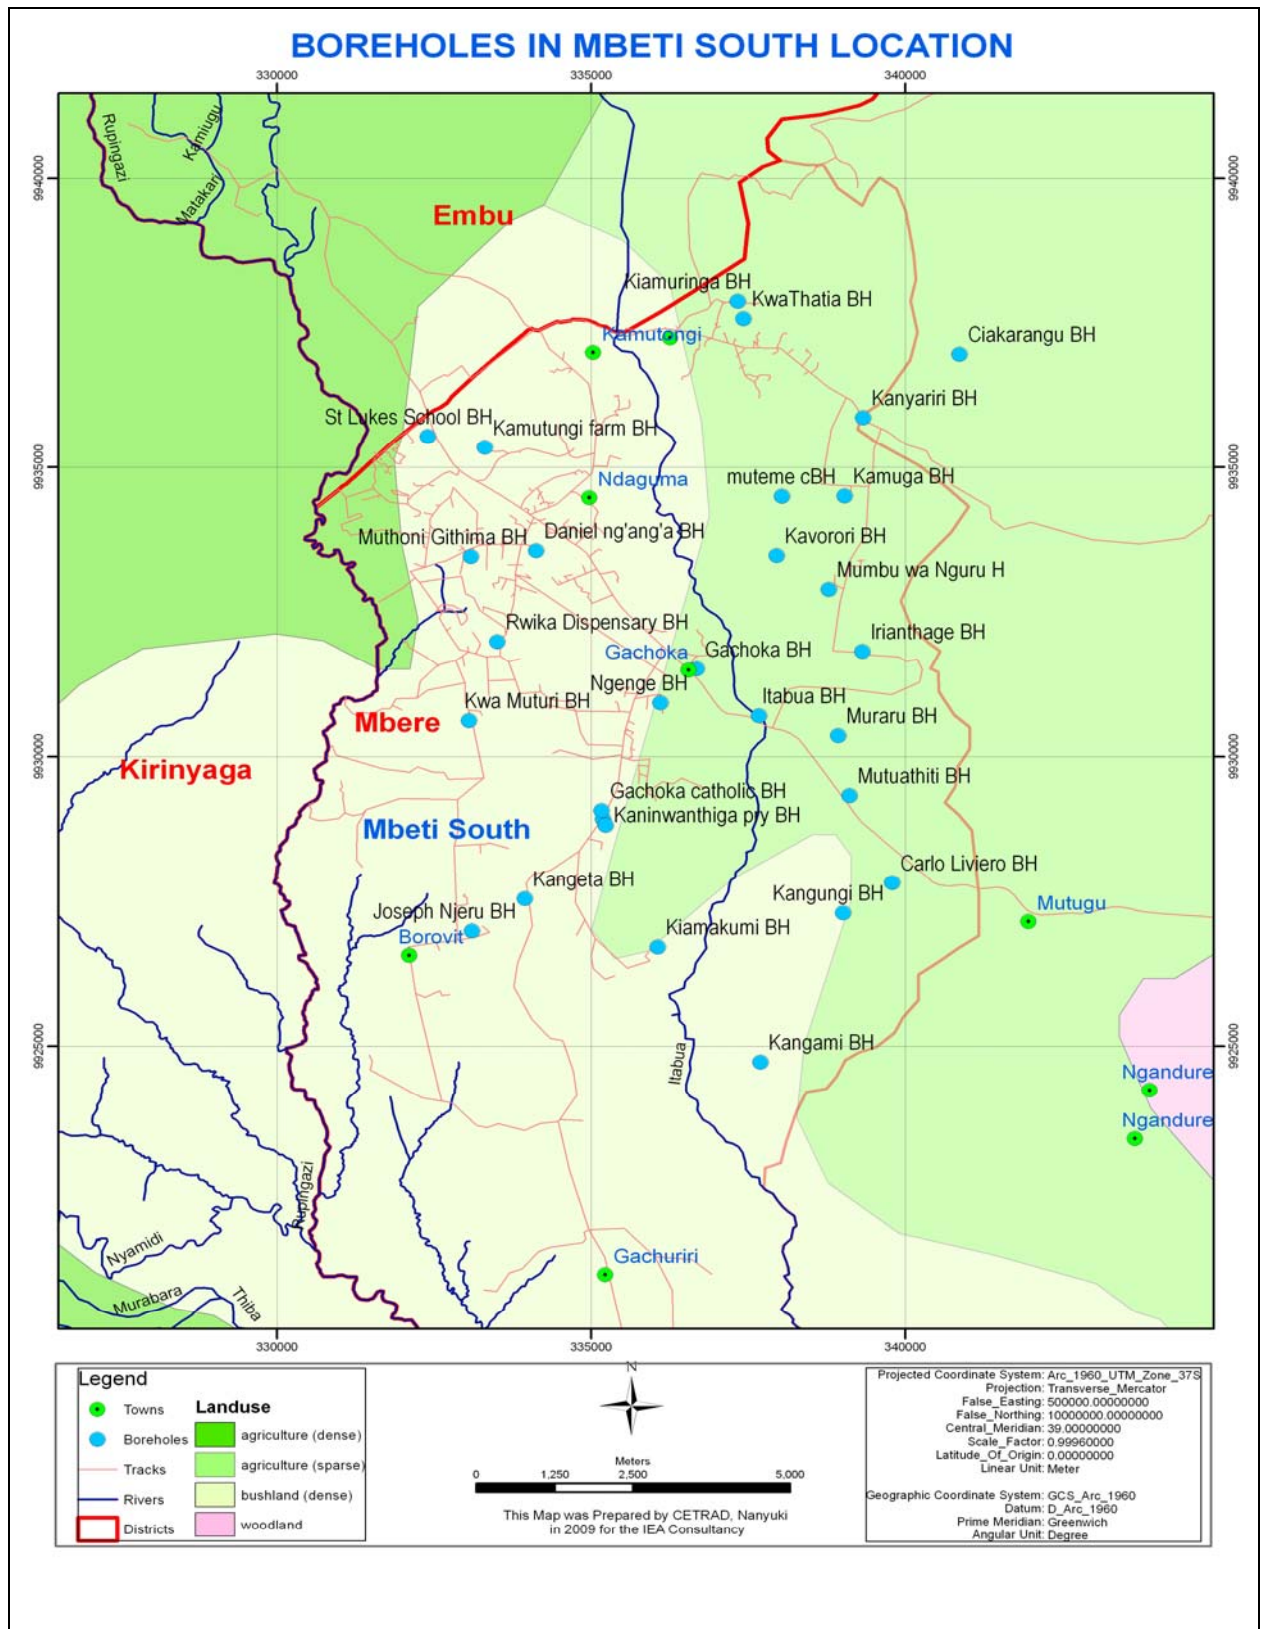 BOREHOLES IN MBETI SOUTH LOCATION
330000 335000 340000
Rupingazi
Kamiugu
Matakari
9940000 9940000
Embu
Kiamuringa BH
KwaThatia BH
Kamutongi
Ciakarangu BH
Kanyariri BH
St Lukes School BH
Kamutungi farm BH
9935000 9935000
Ndaguma
muteme cBH
Kamuga BH
Muthoni Githima BH
Daniel ng'ang'a BH
Kavorori BH
Mumbu wa Nguru H
Rwika Dispensary BH
Irianthage BH
Gachoka
Gachoka BH
Ngenge BH
Kwa Muturi BH
Itabua BH
Muraru BH
Mbere
9930000 9930000
Kirinyaga
Mutuathiti BH
Gachoka catholic BH
Kaninwanthiga pry BH
Mbeti South
Carlo Liviero BH
Kangeta BH
Kangungi BH
Mutugu
Joseph Njeru BH
Borovit
Kiamakumi BH
9925000 9925000
Kangami BH
Itabua
Ngandure
Ngandure
Rupingazi
Nyamidi
Gachuriri
Murabara
Thiba
330000 335000 340000
Legend
Towns
Boreholes
Tracks
Rivers
Districts
Landuse
agriculture (dense)
agriculture (sparse)
bushland (dense)
woodland
N
Meters
0 1,250 2,500 5,000
This Map was Prepared by CETRAD, Nanyuki
in 2009 for the IEA Consultancy
Projected Coordinate System: Arc_1960_UTM_Zone_37S
Projection: Transverse_Mercator
False_Easting: 500000.00000000
False_Northing: 10000000.00000000
Central_Meridian: 39.00000000
Scale_Factor: 0.99960000
Latitude_Of_Origin: 0.00000000
Linear Unit: Meter
Geographic Coordinate System: GCS_Arc_1960
Datum: D_Arc_1960
Prime Meridian: Greenwich
Angular Unit: Degree